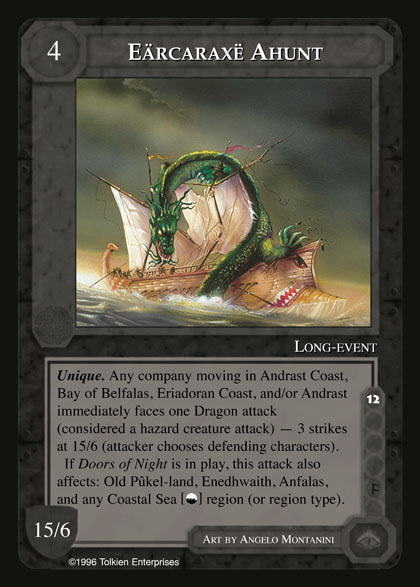 4
EÄRCARAXË AHUNT
LONG-EVENT
Unique. Any company moving in Andrast Coast,
Bay of Belfalas, Eriadoran Coast, and/or Andrast
immediately faces one Dragon attack
(considered a hazard creature attack) — 3 strikes
at 15/6 (attacker chooses defending characters).
If Doors of Night is in play, this attack also
affects: Old Pûkel-land, Enedhwaith, Anfalas,
and any Coastal Sea [] region (or region type).
12
15/6
ART BY ANGELO MONTANINI
©1996 Tolkien Enterprises